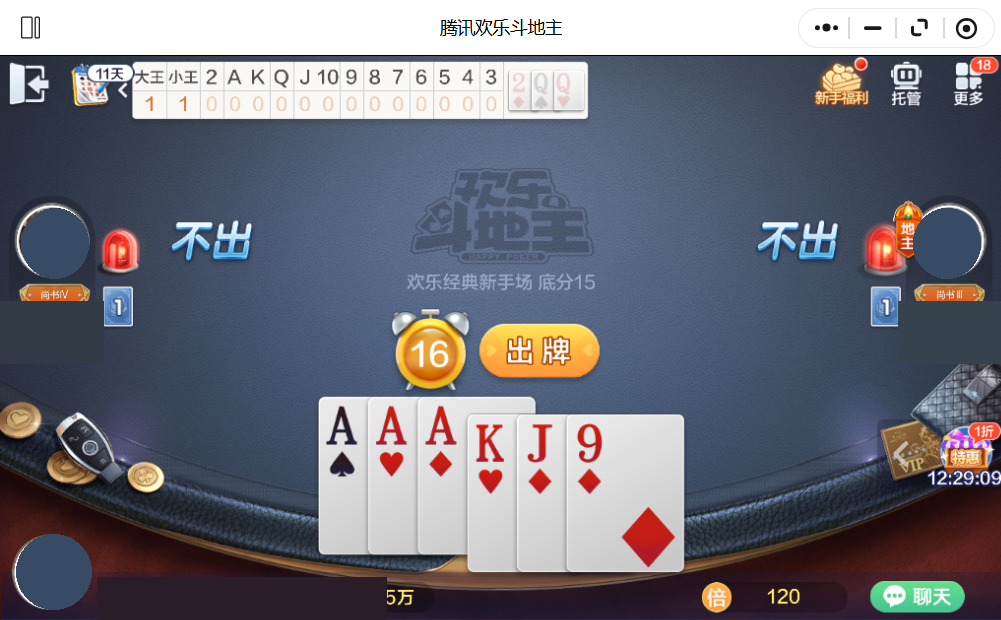 腾讯欢乐斗地主
11天
大王 小王 2 A K Q J 10 9 8 7 6 5 4 3
1 1 0 0 0 0 0 0 0 0 0 0 0 0 0
2 Q Q
新手福利
托管
18
更多
欢乐
斗地主
HAPPY POKER
不出
不出
地主
欢乐经典新手场 底分15
尚书IV
尚书III
1
1
16
出牌
A A A K J 9
1折
特惠
VIP
12:29:09
5万
倍
120
聊天